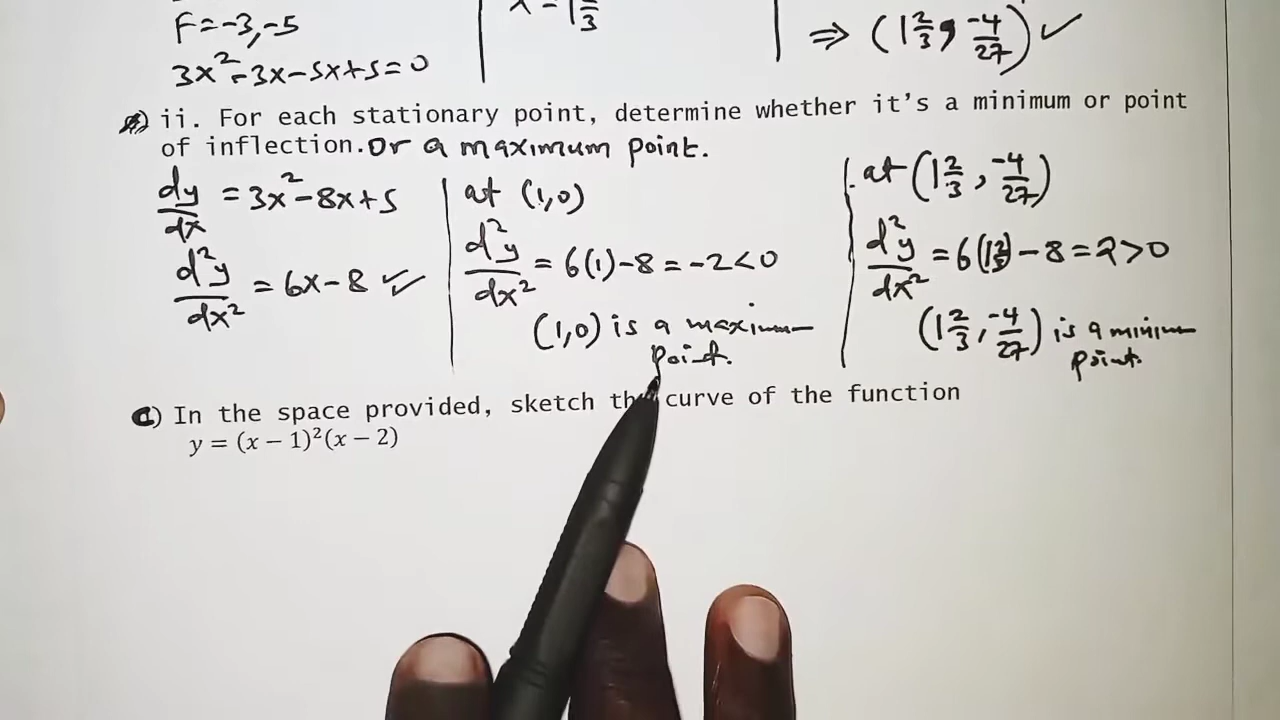 F = -3, -5
3x² - 3x - 5x + 5 = 0
x = 1 2/3
⇒ (1 2/3, -4/27) ✓
ii. For each stationary point, determine whether it's a minimum or point
of inflection. Or a maximum point.
dy/dx = 3x² - 8x + 5
d²y/dx² = 6x - 8 ✓
at (1,0)
d²y/dx² = 6(1) - 8 = -2 < 0
(1,0) is a maximum
point.
at (1 2/3, -4/27)
d²y/dx² = 6(1 2/3) - 8 = 2 > 0
(1 2/3, -4/27) is a minimum
point.
c) In the space provided, sketch the curve of the function
y = (x − 1)²(x − 2)